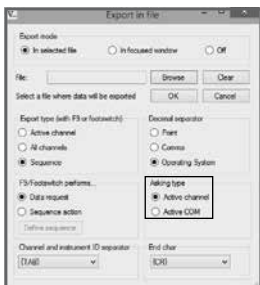 Export in file
Export mode
In selected file In focused window Off
File: Browse Clear
Select a file where data will be exported OK Cancel
Export type (with F9 or footswitch) Decimal separator
Active channel Point
All channels Comma
Sequence Operating System
F9/Footswitch performs... Asking type
Data request Active channel
Sequence action Active COM
Define sequence
Channel and instrument ID separator End char
[TAB] [CR]